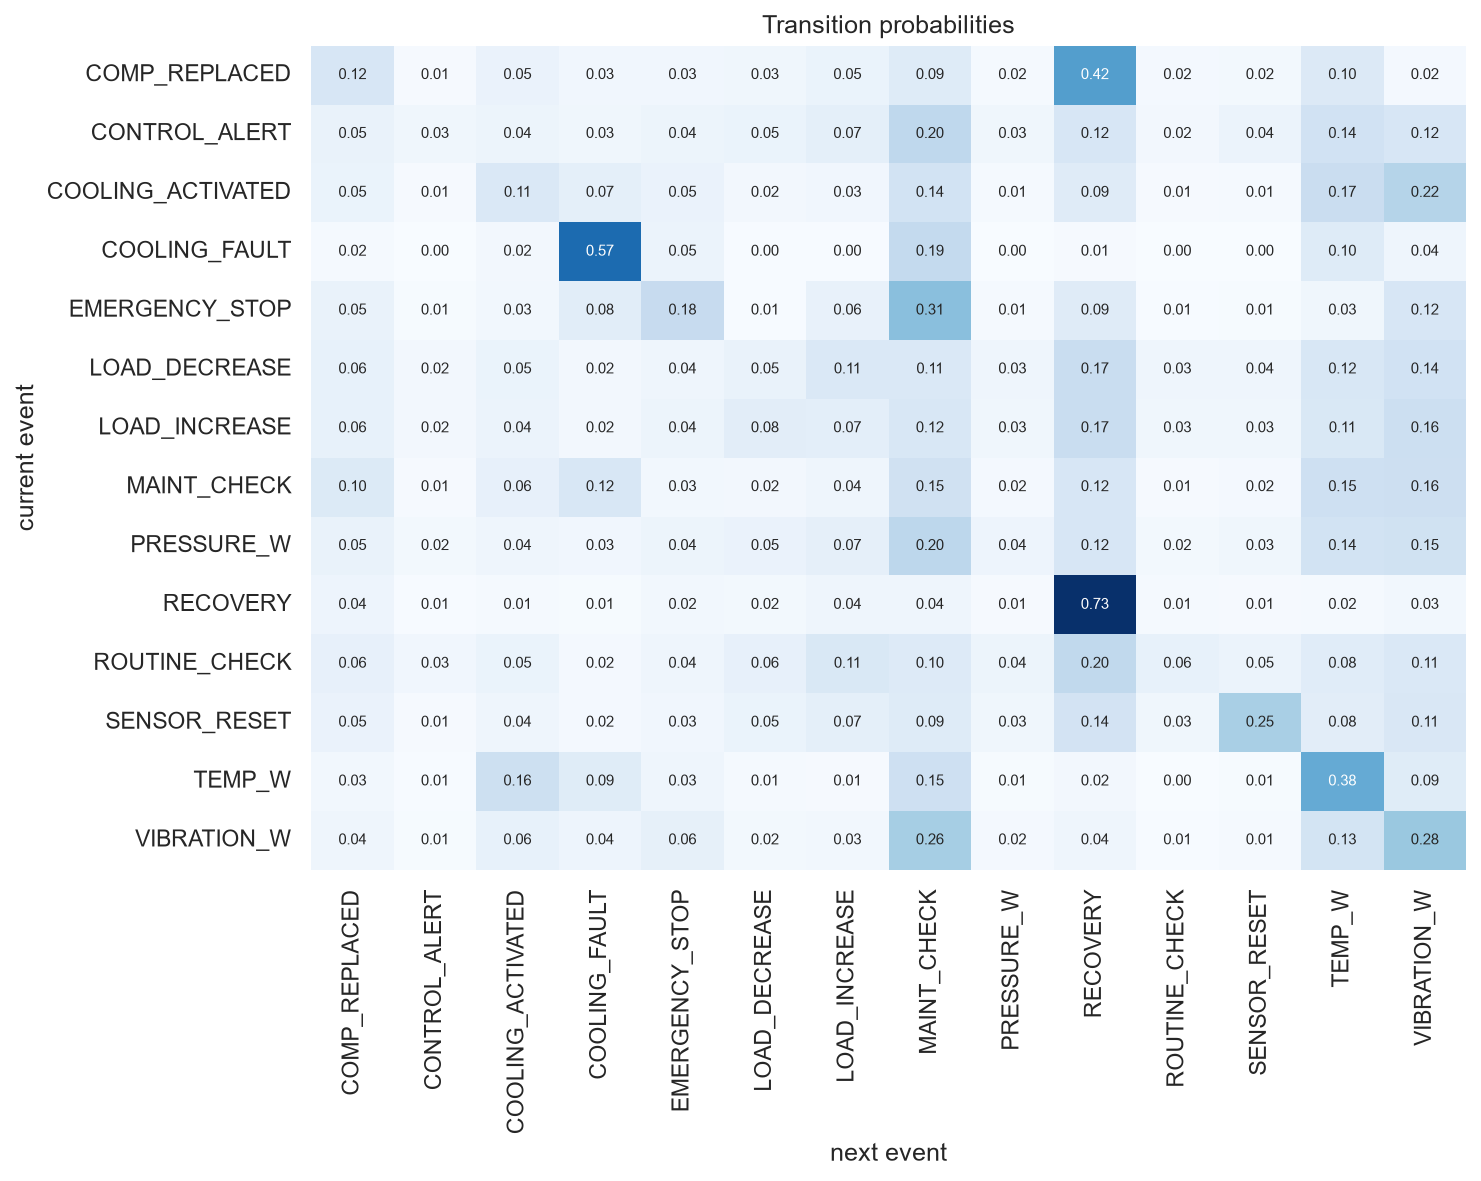 Transition probabilities
COMP_REPLACED 0.12 0.01 0.05 0.03 0.03 0.03 0.05 0.09 0.02 0.42 0.02 0.02 0.10 0.02
CONTROL_ALERT 0.05 0.03 0.04 0.03 0.04 0.05 0.07 0.20 0.03 0.12 0.02 0.04 0.14 0.12
COOLING_ACTIVATED 0.05 0.01 0.11 0.07 0.05 0.02 0.03 0.14 0.01 0.09 0.01 0.01 0.17 0.22
COOLING_FAULT 0.02 0.00 0.02 0.57 0.05 0.00 0.00 0.19 0.00 0.01 0.00 0.00 0.10 0.04
EMERGENCY_STOP 0.05 0.01 0.03 0.08 0.18 0.01 0.06 0.31 0.01 0.09 0.01 0.01 0.03 0.12
LOAD_DECREASE 0.06 0.02 0.05 0.02 0.04 0.05 0.11 0.11 0.03 0.17 0.03 0.04 0.12 0.14
LOAD_INCREASE 0.06 0.02 0.04 0.02 0.04 0.08 0.07 0.12 0.03 0.17 0.03 0.03 0.11 0.16
MAINT_CHECK 0.10 0.01 0.06 0.12 0.03 0.02 0.04 0.15 0.02 0.12 0.01 0.02 0.15 0.16
PRESSURE_W 0.05 0.02 0.04 0.03 0.04 0.05 0.07 0.20 0.04 0.12 0.02 0.03 0.14 0.15
RECOVERY 0.04 0.01 0.01 0.01 0.02 0.02 0.04 0.04 0.01 0.73 0.01 0.01 0.02 0.03
ROUTINE_CHECK 0.06 0.03 0.05 0.02 0.04 0.06 0.11 0.10 0.04 0.20 0.06 0.05 0.08 0.11
SENSOR_RESET 0.05 0.01 0.04 0.02 0.03 0.05 0.07 0.09 0.03 0.14 0.03 0.25 0.08 0.11
TEMP_W 0.03 0.01 0.16 0.09 0.03 0.01 0.01 0.15 0.01 0.02 0.00 0.01 0.38 0.09
VIBRATION_W 0.04 0.01 0.06 0.04 0.06 0.02 0.03 0.26 0.02 0.04 0.01 0.01 0.13 0.28
current event
COMP_REPLACED
CONTROL_ALERT
COOLING_ACTIVATED
COOLING_FAULT
EMERGENCY_STOP
LOAD_DECREASE
LOAD_INCREASE
MAINT_CHECK
PRESSURE_W
RECOVERY
ROUTINE_CHECK
SENSOR_RESET
TEMP_W
VIBRATION_W
next event